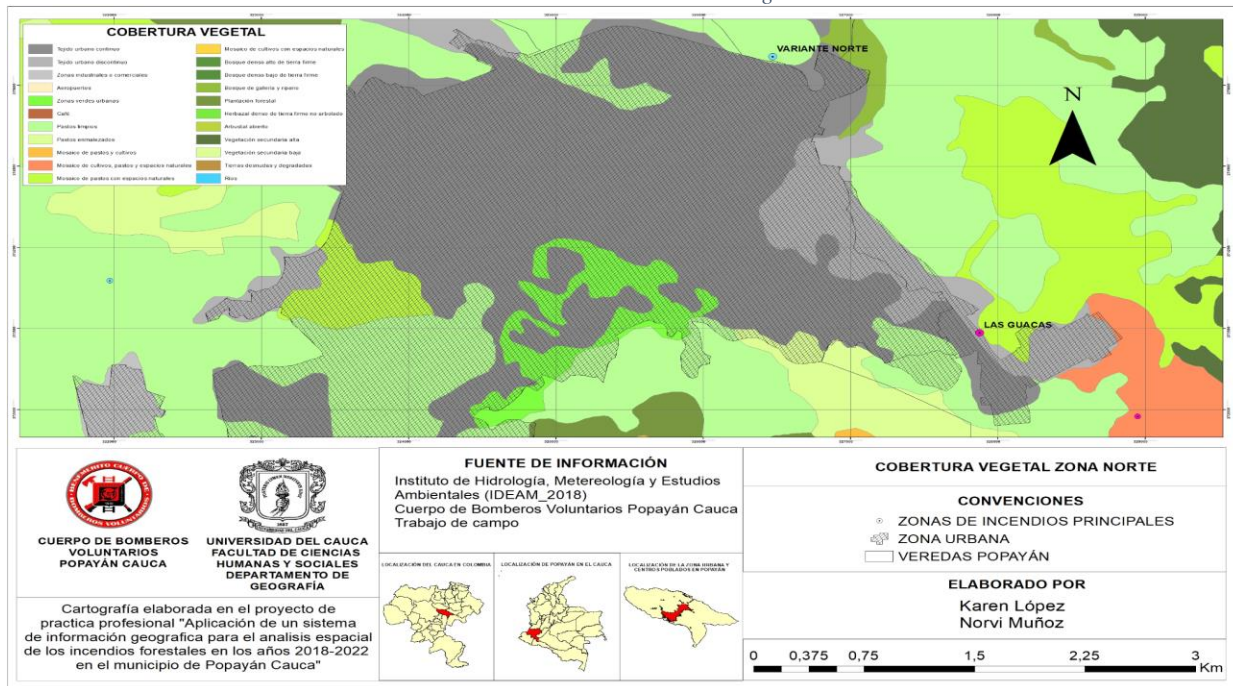 COBERTURA VEGETAL
Tejido urbano continuo
Tejido urbano discontinuo
Zonas industriales o comerciales
Aeropuertos
Zonas verdes urbanas
Café
Pastos limpios
Pastos enmalezados
Mosaico de pastos y cultivos
Mosaico de cultivos, pastos y espacios naturales
Mosaico de pastos con espacios naturales
Mosaico de cultivos con espacios naturales
Bosque denso alto de tierra firme
Bosque denso bajo de tierra firme
Bosque de galería y ripario
Plantación forestal
Herbazal denso de tierra firme no arbolado
Arbustal abierto
Vegetación secundaria alta
Vegetación secundaria baja
Tierras desnudas y degradadas
Rios
VARIANTE NORTE
N
LAS GUACAS
CUERPO DE BOMBEROS
VOLUNTARIOS
POPAYÁN CAUCA
UNIVERSIDAD DEL CAUCA
FACULTAD DE CIENCIAS
HUMANAS Y SOCIALES
DEPARTAMENTO DE
GEOGRAFÍA
Cartografía elaborada en el proyecto de
practica profesional "Aplicación de un sistema
de información geografica para el analisis espacial
de los incendios forestales en los años 2018-2022
en el municipio de Popayán Cauca"
FUENTE DE INFORMACIÓN
Instituto de Hidrología, Metereología y Estudios
Ambientales (IDEAM_2018)
Cuerpo de Bomberos Voluntarios Popayán Cauca
Trabajo de campo
LOCALIZACIÓN DEL CAUCA EN COLOMBIA
LOCALIZACIÓN DE POPAYÁN EN EL CAUCA
LOCALIZACIÓN DE LA ZONA URBANA Y
CENTROS POBLADOS EN POPAYÁN
COBERTURA VEGETAL ZONA NORTE
CONVENCIONES
ZONAS DE INCENDIOS PRINCIPALES
ZONA URBANA
VEREDAS POPAYÁN
ELABORADO POR
Karen López
Norvi Muñoz
0 0,375 0,75 1,5 2,25 3
Km